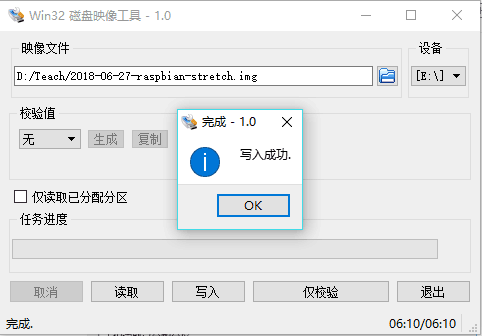 Win32 磁盘映像工具 - 1.0
映像文件
设备
D:/Teach/2018-06-27-raspbian-stretch.img
[E:\]
校验值
无
生成
复制
完成 - 1.0
写入成功.
OK
仅读取已分配分区
任务进度
取消
读取
写入
仅校验
退出
完成.
06:10/06:10